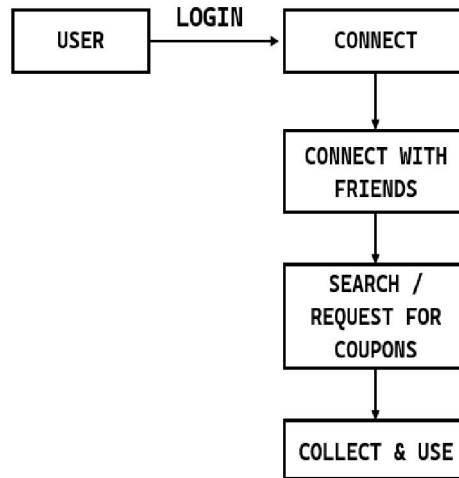 LOGIN
USER
CONNECT
CONNECT WITH
FRIENDS
SEARCH /
REQUEST FOR
COUPONS
COLLECT & USE